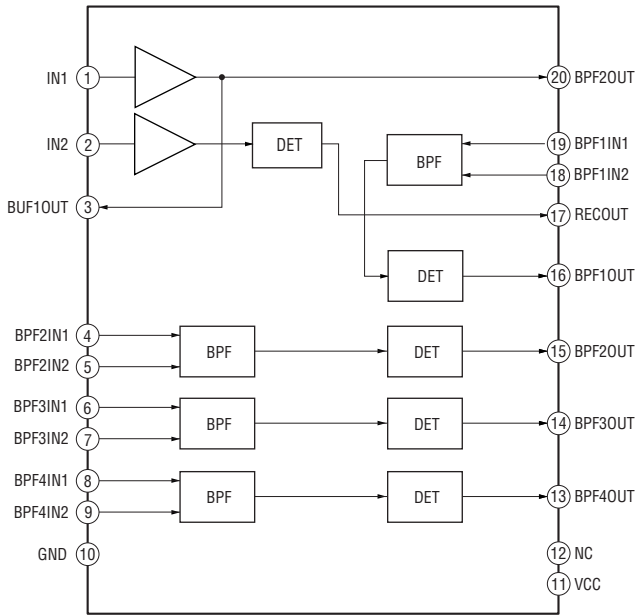 IN1 1 20 BPF2OUT
IN2 2 DET BPF 19 BPF1IN1
18 BPF1IN2
BUF1OUT 3 17 RECOUT
DET 16 BPF1OUT
BPF2IN1 4
BPF DET 15 BPF2OUT
BPF2IN2 5
BPF3IN1 6
BPF DET 14 BPF3OUT
BPF3IN2 7
BPF4IN1 8
BPF DET 13 BPF4OUT
BPF4IN2 9
GND 10 12 NC
11 VCC